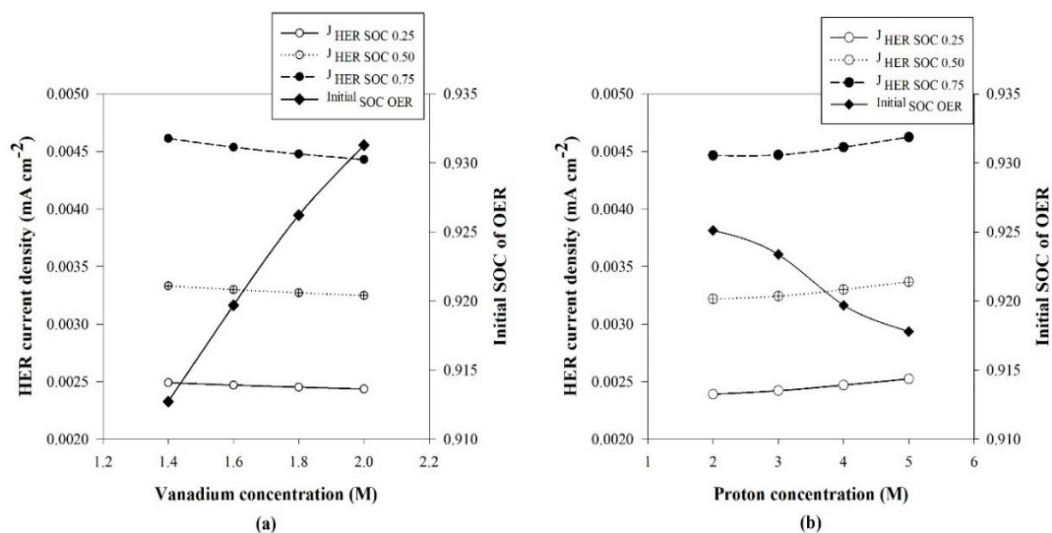 J HER SOC 0.25
J HER SOC 0.50
J HER SOC 0.75
Initial SOC OER
HER current density (mA cm-2)
0.0050
0.0045
0.0040
0.0035
0.0030
0.0025
0.0020
0.935
0.930
0.925
0.920
0.915
0.910
Initial SOC of OER
1.2 1.4 1.6 1.8 2.0 2.2
Vanadium concentration (M)
(a)
J HER SOC 0.25
J HER SOC 0.50
J HER SOC 0.75
Initial SOC OER
HER current density (mA cm-2)
0.0050
0.0045
0.0040
0.0035
0.0030
0.0025
0.0020
0.935
0.930
0.925
0.920
0.915
0.910
Initial SOC of OER
1 2 3 4 5 6
Proton concentration (M)
(b)